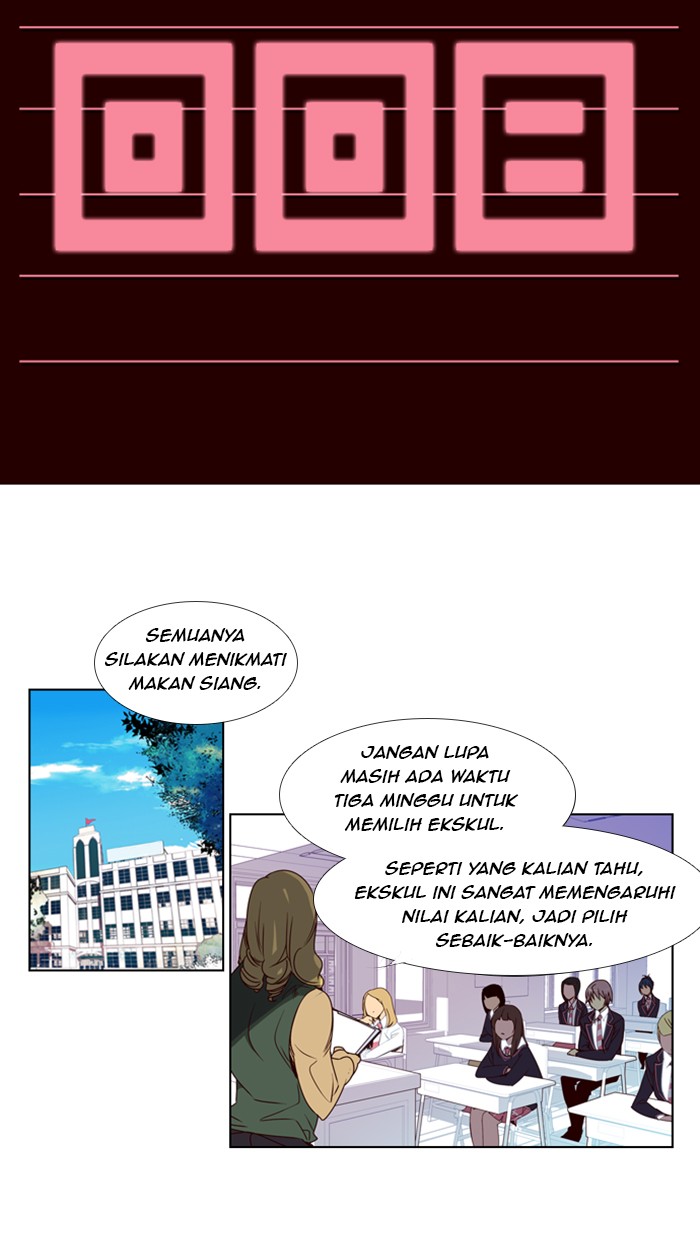 008
SEMUANYA
SILAKAN MENIKMATI
MAKAN SIANG.
JANGAN LUPA
MASIH ADA WAKTU
TIGA MINGGU UNTUK
MEMILIH EKSKUL.
SEPERTI YANG KALIAN TAHU,
EKSKUL INI SANGAT MEMENGARUHI
NILAI KALIAN, JADI PILIH
SEBAIK-BAIKNYA.